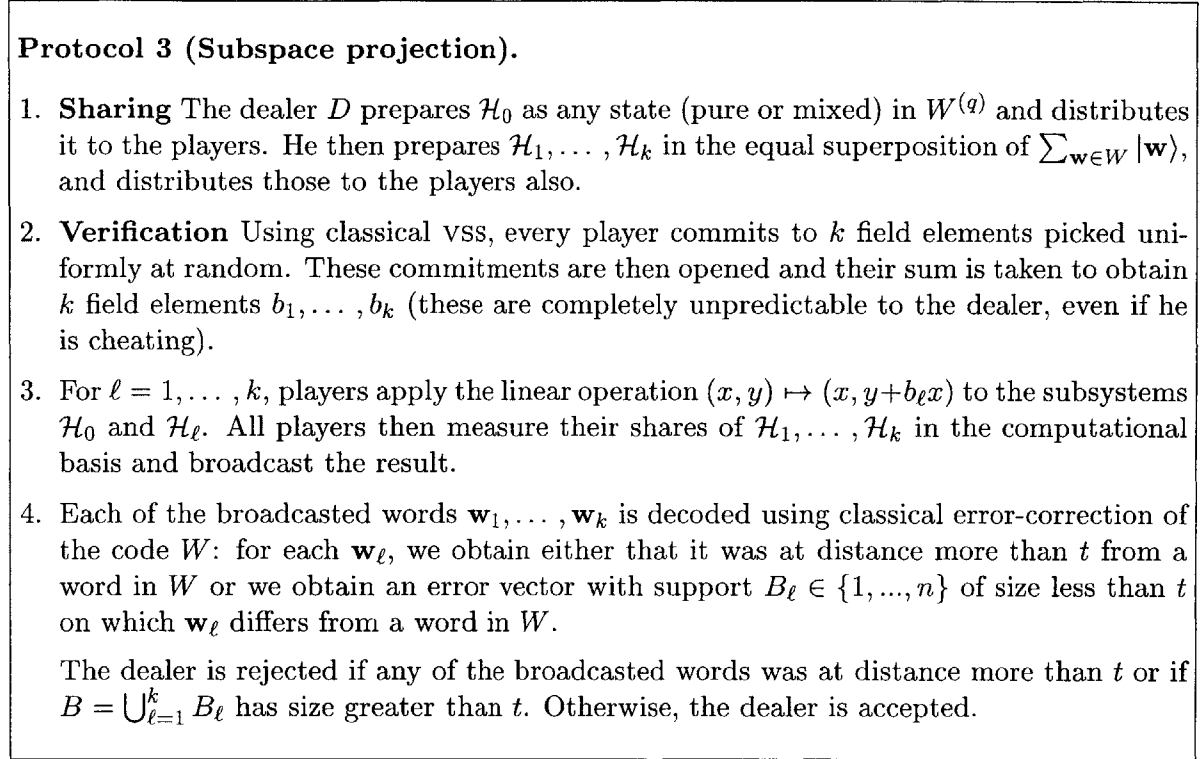 Protocol 3 (Subspace projection).
1. Sharing The dealer D prepares ℋ₀ as any state (pure or mixed) in W⁽𐞥⁾ and distributes
it to the players. He then prepares ℋ₁, . . . , ℋₖ in the equal superposition of ∑_{𝐰∈W} |𝐰⟩,
and distributes those to the players also.
2. Verification Using classical VSS, every player commits to k field elements picked uni-
formly at random. These commitments are then opened and their sum is taken to obtain
k field elements b₁, . . . , bₖ (these are completely unpredictable to the dealer, even if he
is cheating).
3. For ℓ = 1, . . . , k, players apply the linear operation (x, y) ↦ (x, y+b_ℓx) to the subsystems
ℋ₀ and ℋ_ℓ. All players then measure their shares of ℋ₁, . . . , ℋₖ in the computational
basis and broadcast the result.
4. Each of the broadcasted words 𝐰₁, . . . , 𝐰ₖ is decoded using classical error-correction of
the code W: for each 𝐰_ℓ, we obtain either that it was at distance more than t from a
word in W or we obtain an error vector with support B_ℓ ∈ {1, ..., n} of size less than t
on which 𝐰_ℓ differs from a word in W.
The dealer is rejected if any of the broadcasted words was at distance more than t or if
B = ⋃_{ℓ=1}^{k} B_ℓ has size greater than t. Otherwise, the dealer is accepted.